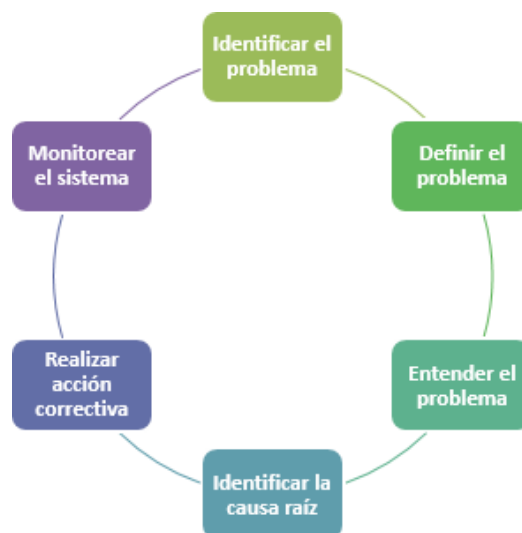 Identificar el
problema
Definir el
problema
Entender el
problema
Identificar la
causa raíz
Realizar
acción
correctiva
Monitorear
el sistema